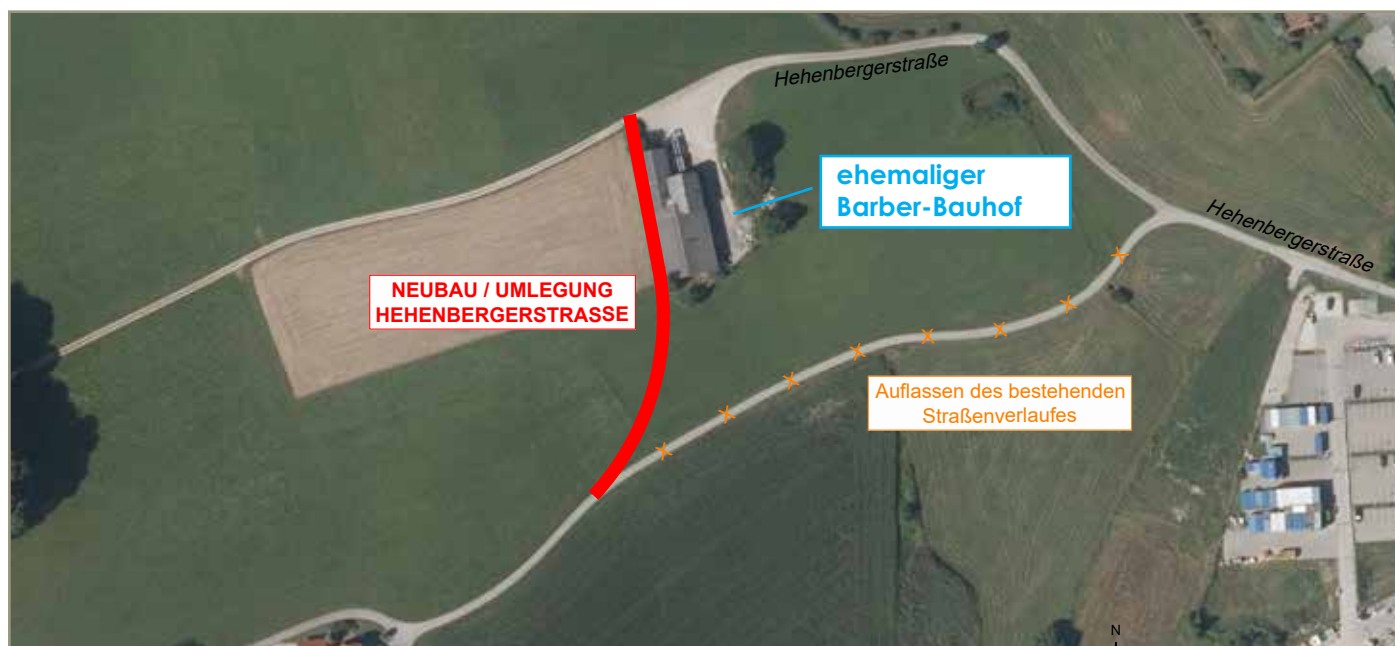 Hehenbergerstraße
ehemaliger
Barber-Bauhof
Hehenbergerstraße
NEUBAU / UMLEGUNG
HEHENBERGERSTRASSE
Auflassen des bestehenden
Straßenverlaufes
N